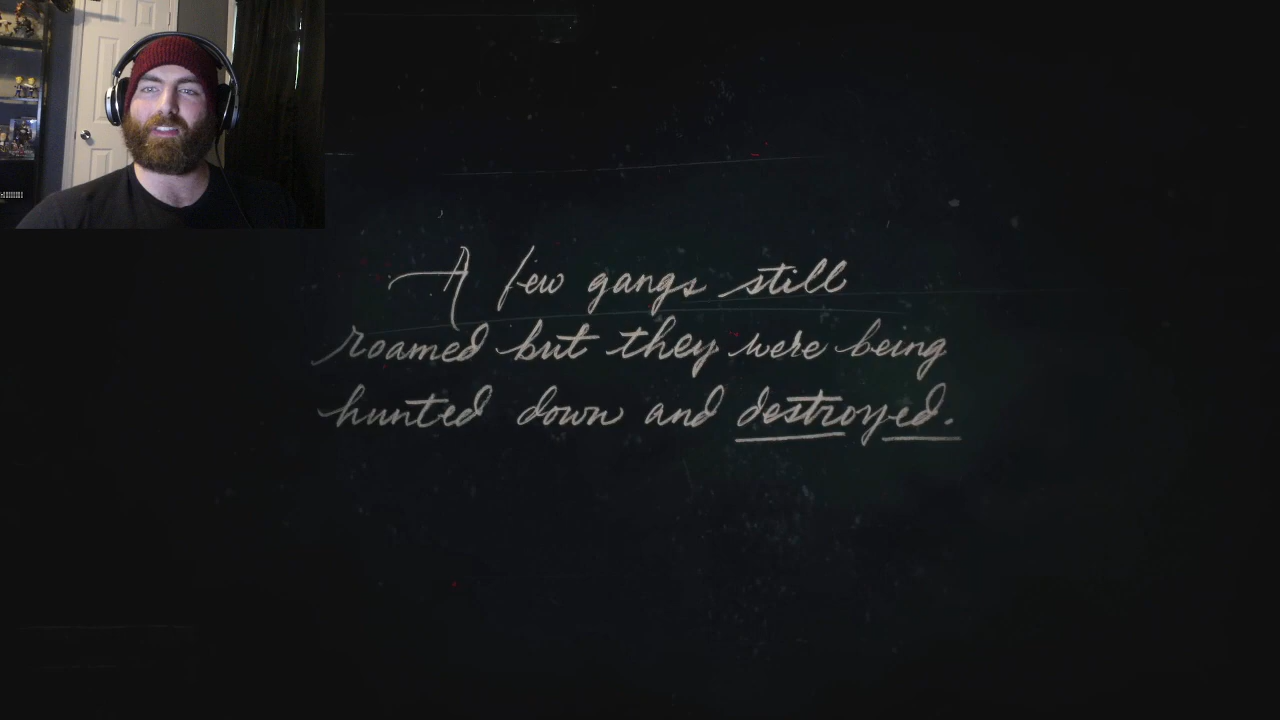 A few gangs still
roamed but they were being
hunted down and destroyed.